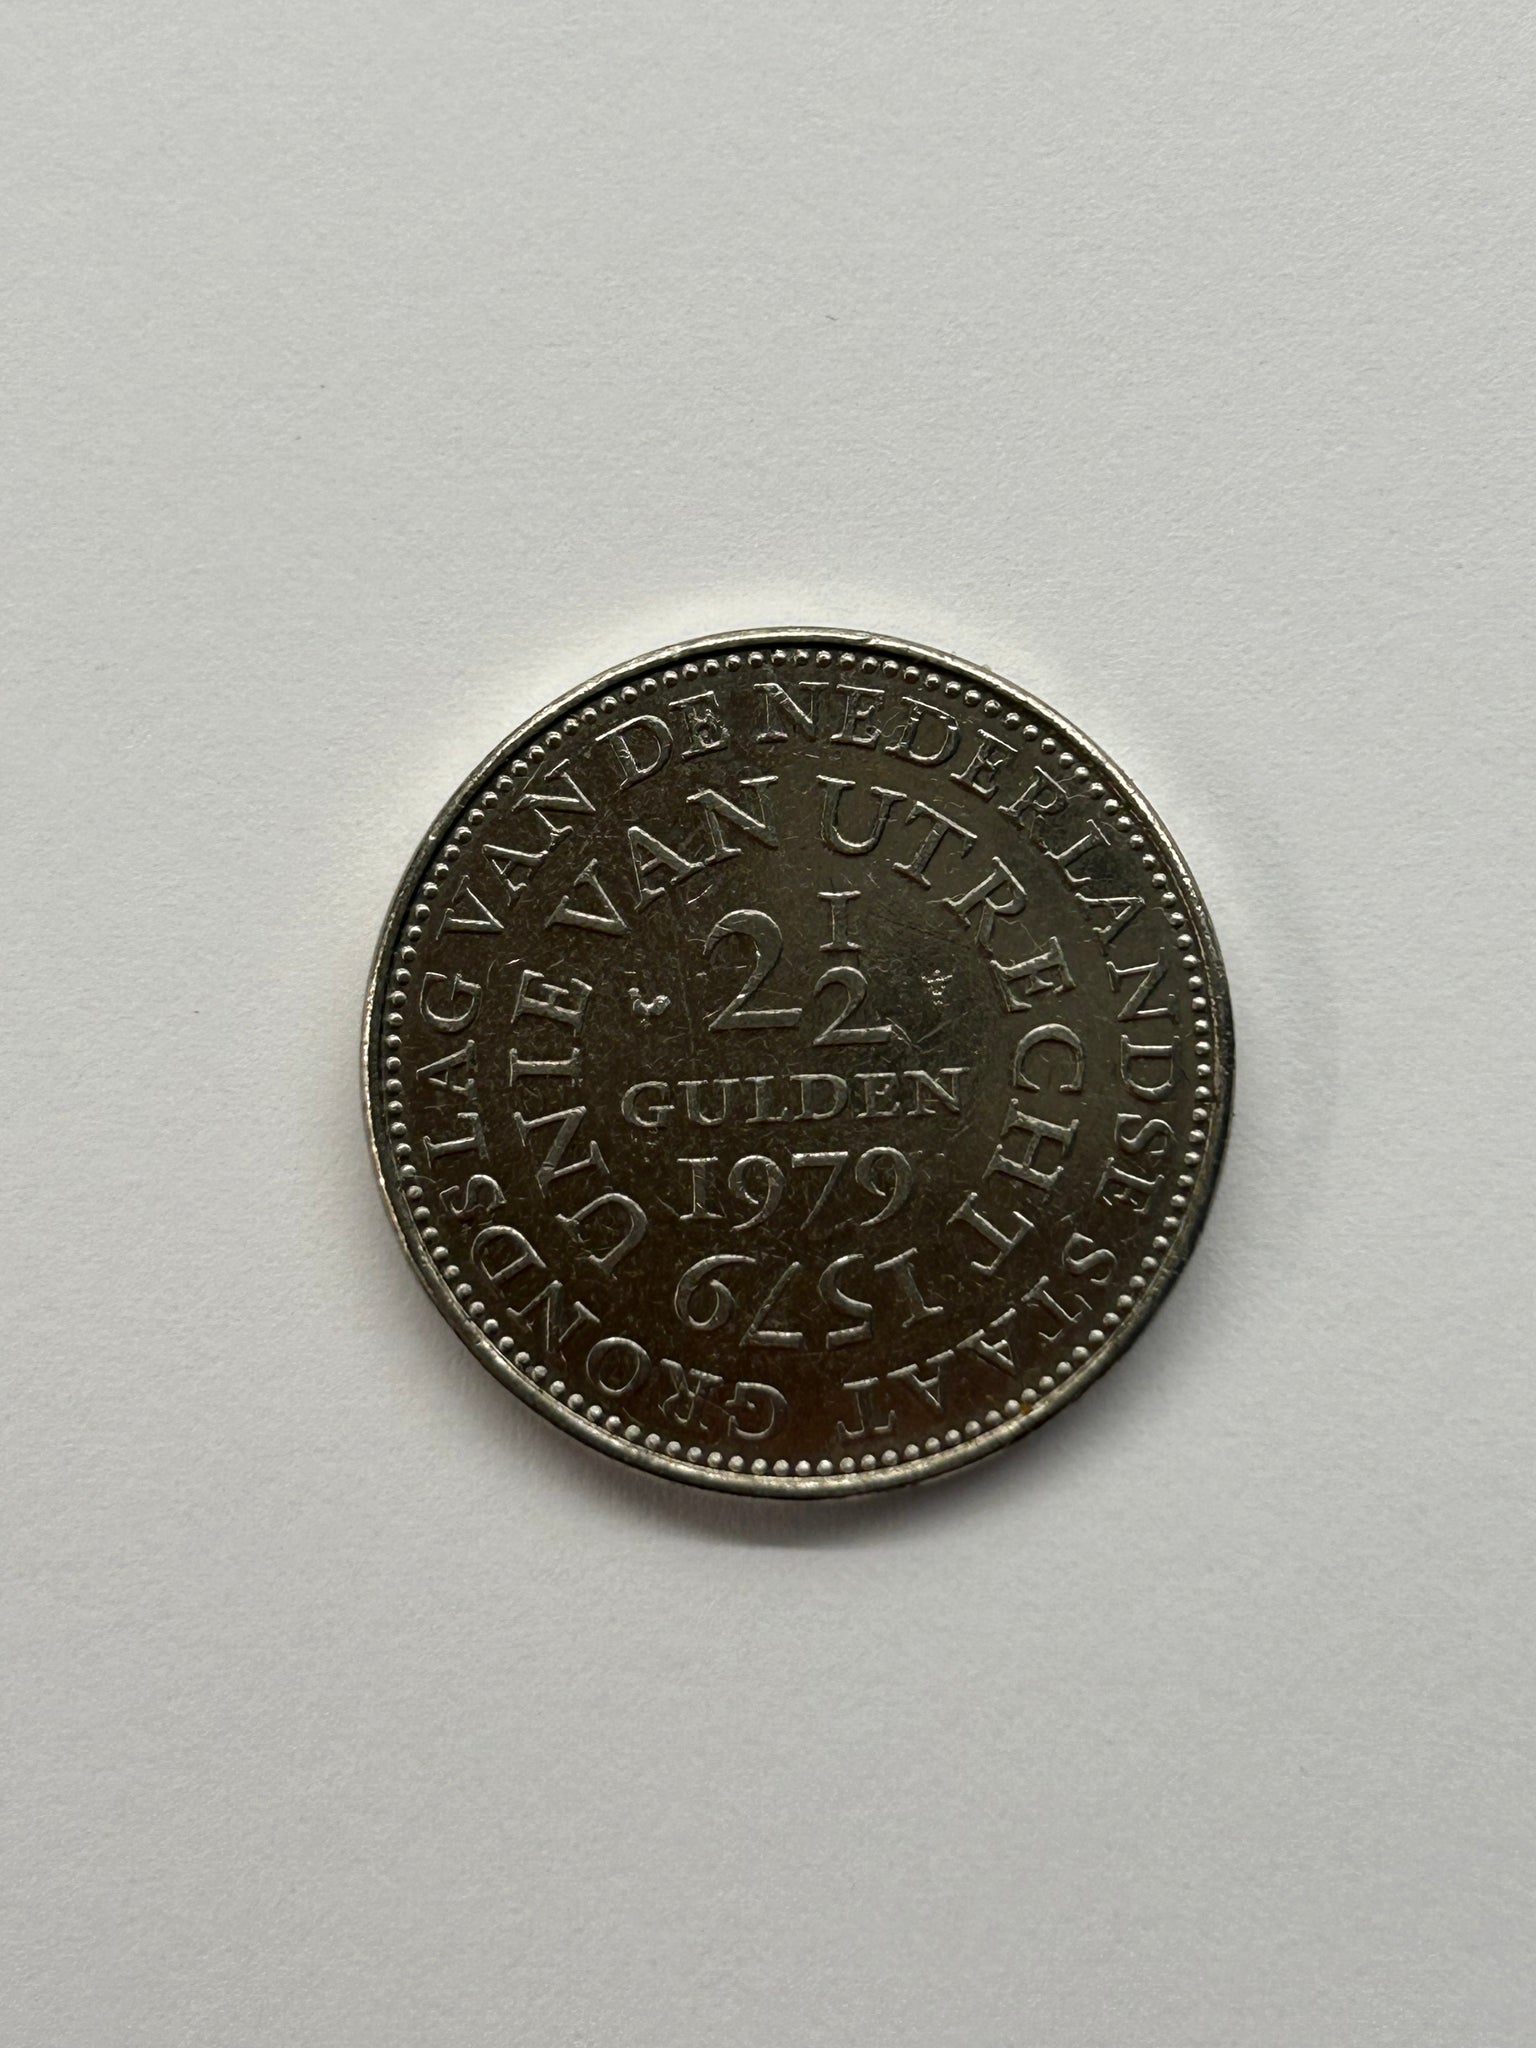 GRONDSLAG VAN DE NEDERLANDSE STAAT
UNIE VAN UTRECHT
2 1/2
GULDEN
1979
1579